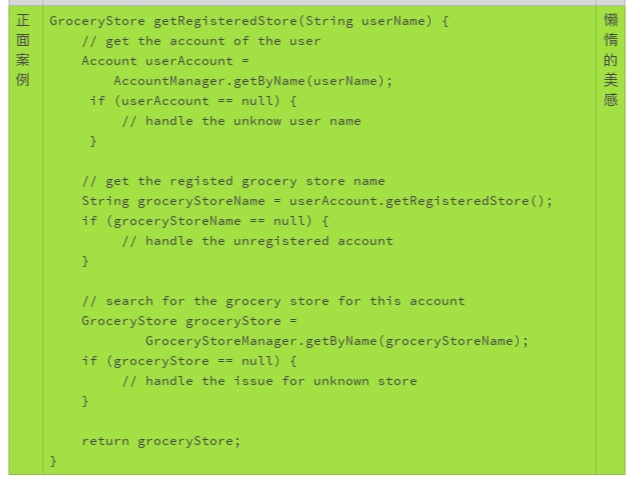 正面案例
GroceryStore getRegisteredStore(String userName) {
    // get the account of the user
    Account userAccount =
        AccountManager.getByName(userName);
     if (userAccount == null) {
         // handle the unknow user name
     }

    // get the registed grocery store name
    String groceryStoreName = userAccount.getRegisteredStore();
    if (groceryStoreName == null) {
         // handle the unregistered account
    }

    // search for the grocery store for this account
    GroceryStore groceryStore =
            GroceryStoreManager.getByName(groceryStoreName);
    if (groceryStore == null) {
         // handle the issue for unknown store
    }

    return groceryStore;
}
懒惰的美感